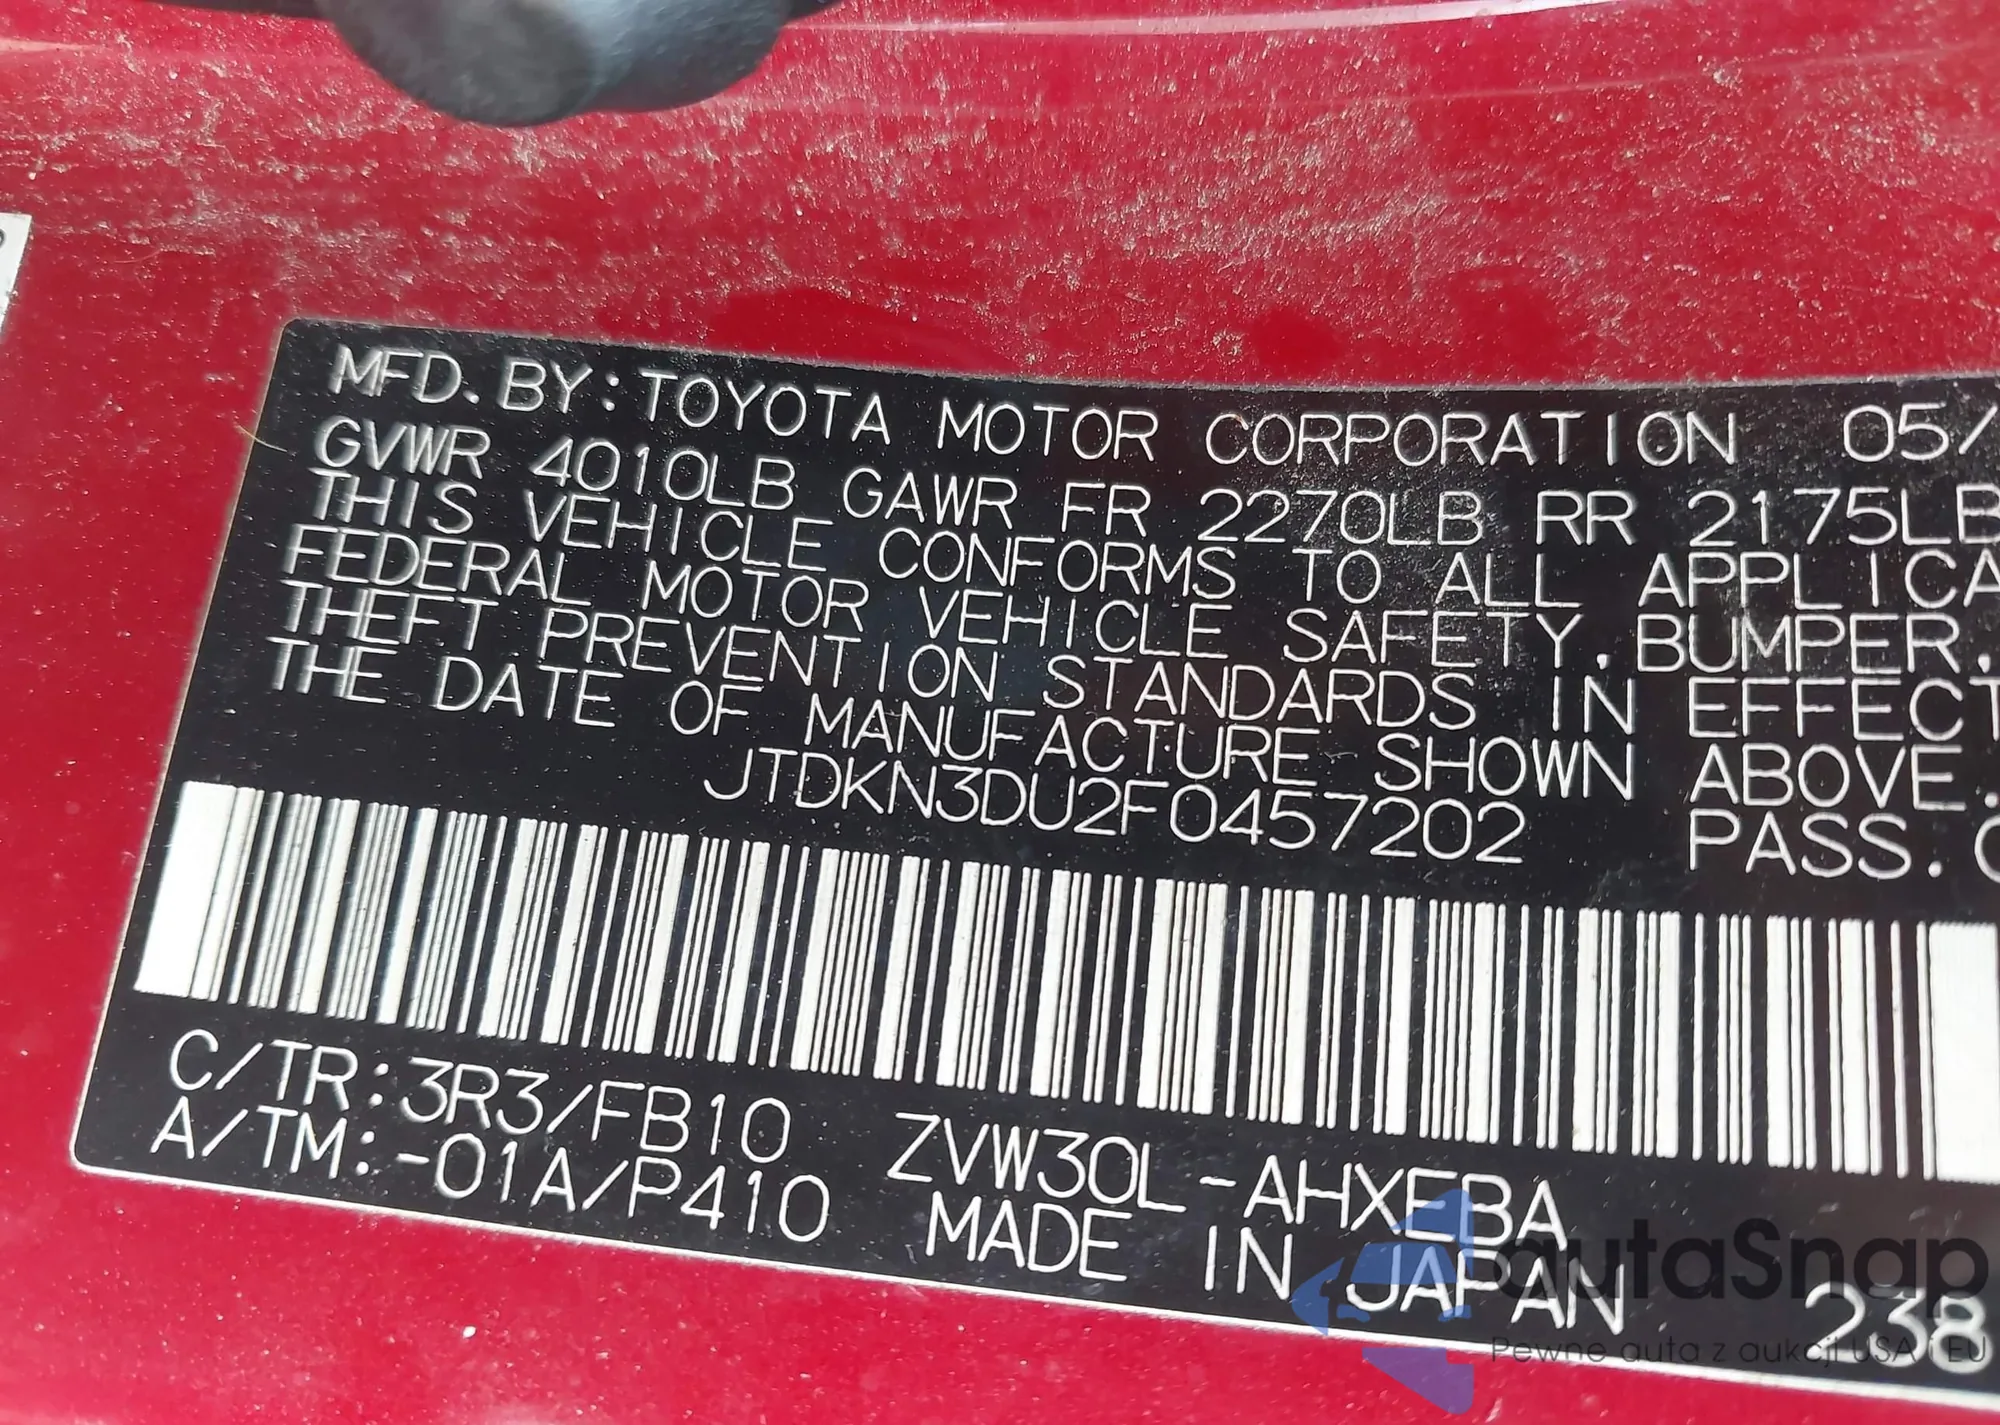 MFD. BY: TOYOTA MOTOR CORPORATION 05/
GVWR 4010LB GAWR FR 2270LB RR 2175LB
THIS VEHICLE CONFORMS TO ALL APPLICA
FEDERAL MOTOR VEHICLE SAFETY. BUMPER.
THEFT PREVENTION STANDARDS IN EFFECT
THE DATE OF MANUFACTURE SHOWN ABOVE.
JTDKN3DU2F0457202 PASS. C
C/TR: 3R3/FB10 ZVW30L-AHXEBA
A/TM: -01A/P410 MADE IN JAPAN 238
autaSnap
Pewne auta z aukcji USA i EU